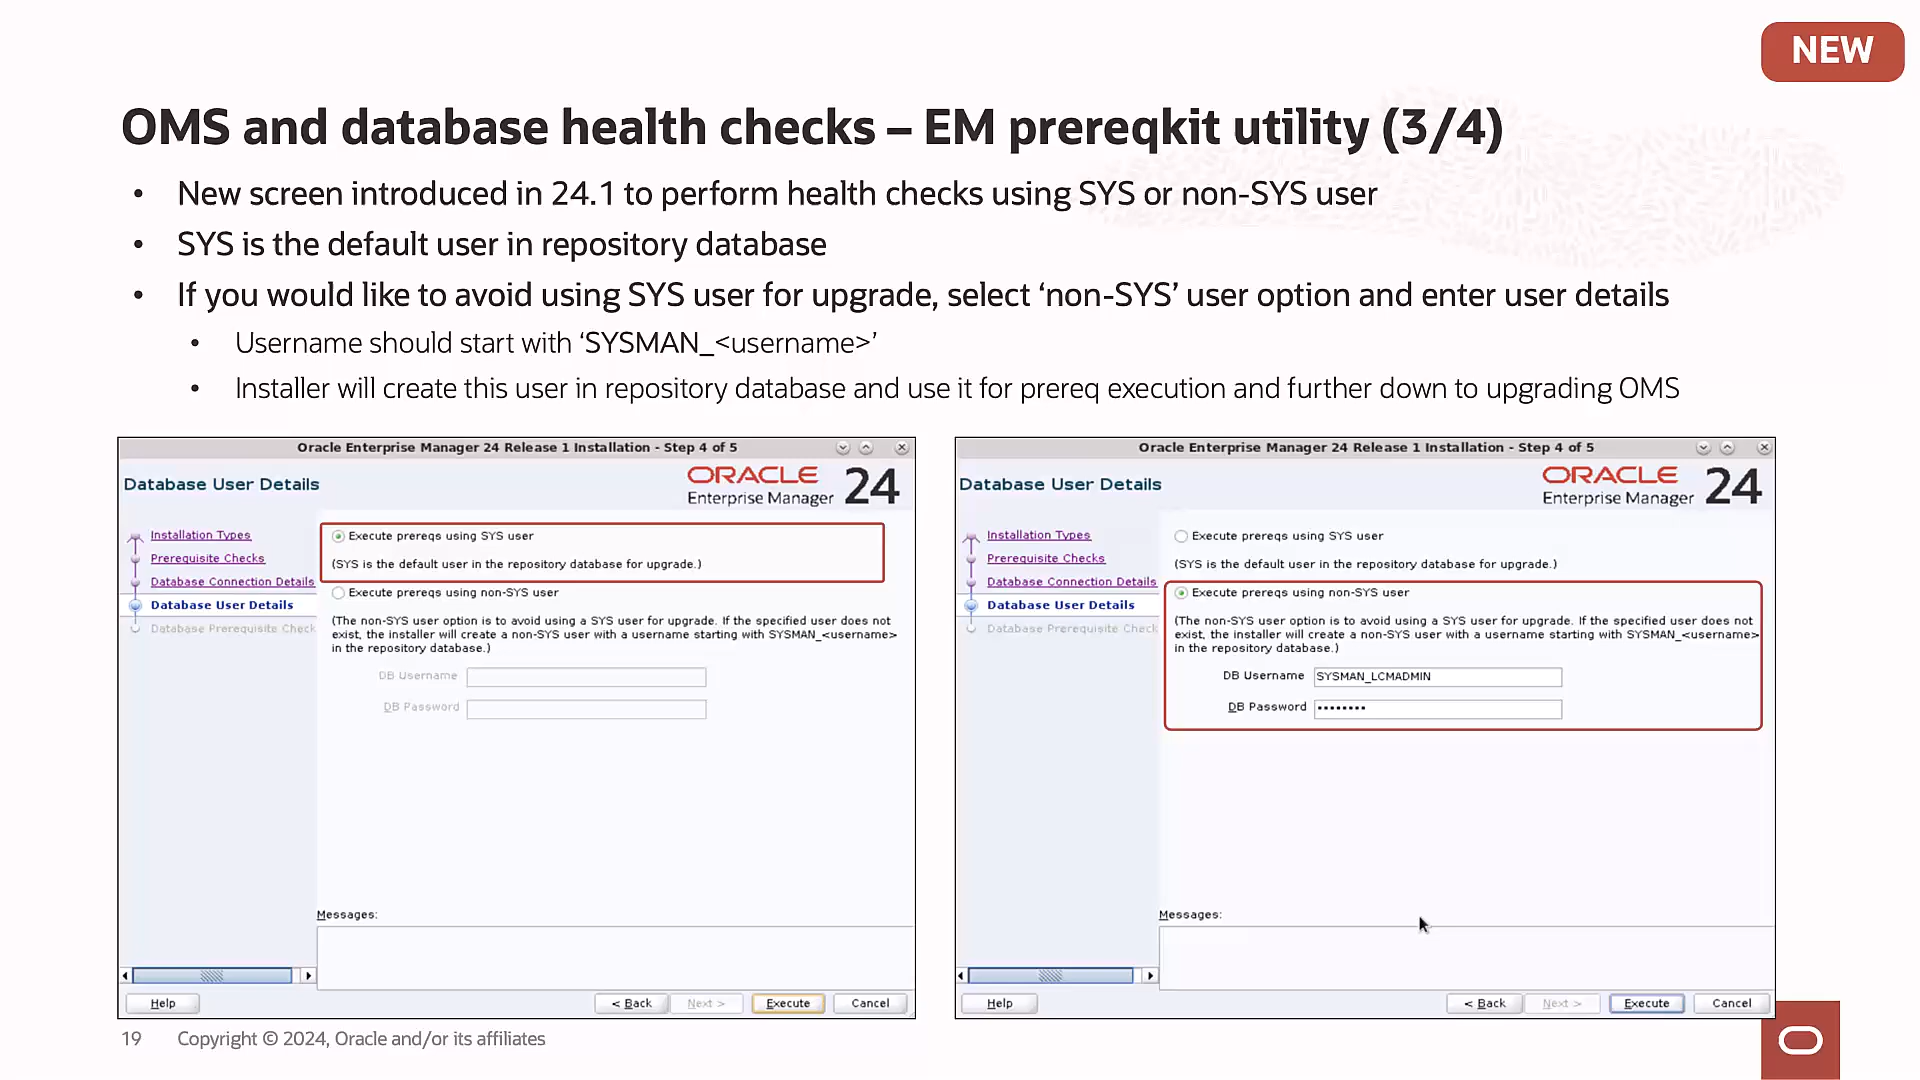 NEW
OMS and database health checks – EM prereqkit utility (3/4)
• New screen introduced in 24.1 to perform health checks using SYS or non-SYS user
• SYS is the default user in repository database
• If you would like to avoid using SYS user for upgrade, select ‘non-SYS’ user option and enter user details
• Username should start with ‘SYSMAN_<username>’
• Installer will create this user in repository database and use it for prereq execution and further down to upgrading OMS
Oracle Enterprise Manager 24 Release 1 Installation - Step 4 of 5
Database User Details
ORACLE
Enterprise Manager 24
Installation Types
Prerequisite Checks
Database Connection Details
Database User Details
Database Prerequisite Check
Execute prereqs using SYS user
(SYS is the default user in the repository database for upgrade.)
Execute prereqs using non-SYS user
(The non-SYS user option is to avoid using a SYS user for upgrade. If the specified user does not
exist, the installer will create a non-SYS user with a username starting with SYSMAN_<username>
in the repository database.)
DB Username
DB Password
Messages:
Help
< Back
Next >
Execute
Cancel
Oracle Enterprise Manager 24 Release 1 Installation - Step 4 of 5
Database User Details
ORACLE
Enterprise Manager 24
Installation Types
Prerequisite Checks
Database Connection Details
Database User Details
Database Prerequisite Check
Execute prereqs using SYS user
(SYS is the default user in the repository database for upgrade.)
Execute prereqs using non-SYS user
(The non-SYS user option is to avoid using a SYS user for upgrade. If the specified user does not
exist, the installer will create a non-SYS user with a username starting with SYSMAN_<username>
in the repository database.)
DB Username SYSMAN_LCMADMIN
DB Password ••••••••
Messages:
Help
< Back
Next >
Execute
Cancel
19 Copyright © 2024, Oracle and/or its affiliates